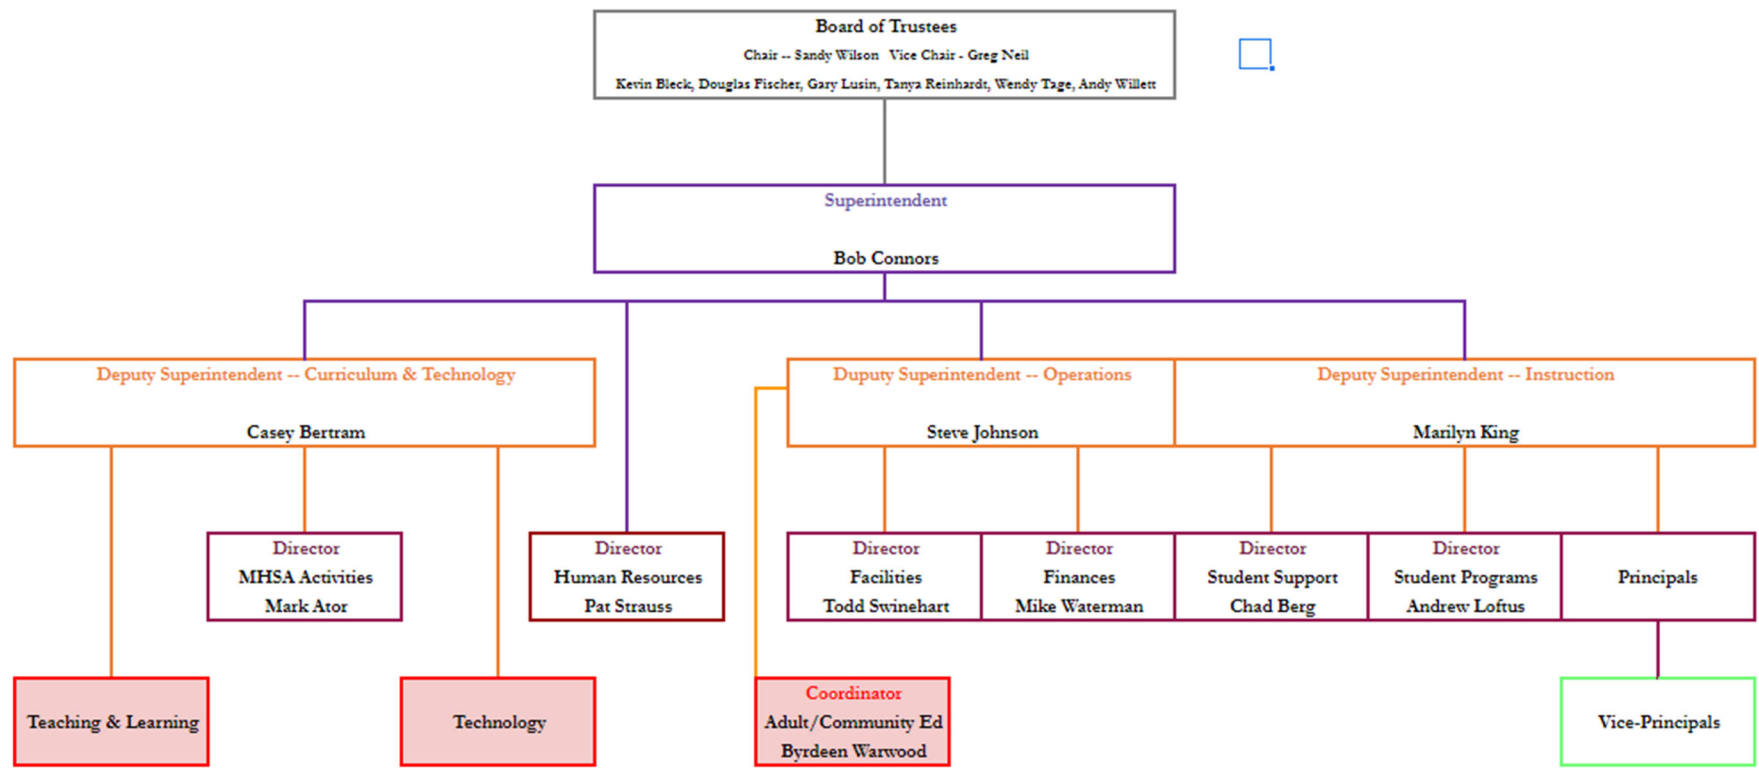 Board of Trustees
Chair -- Sandy Wilson Vice Chair - Greg Neil
Kevin Bleck, Douglas Fischer, Gary Lusin, Tanya Reinhardt, Wendy Tage, Andy Willett
Superintendent
Bob Connors
Deputy Superintendent -- Curriculum & Technology
Casey Bertram
Duputy Superintendent -- Operations
Steve Johnson
Deputy Superintendent -- Instruction
Marilyn King
Director
MHSA Activities
Mark Ator
Director
Human Resources
Pat Strauss
Director
Facilities
Todd Swinehart
Director
Finances
Mike Waterman
Director
Student Support
Chad Berg
Director
Student Programs
Andrew Loftus
Principals
Teaching & Learning
Technology
Coordinator
Adult/Community Ed
Byrdeen Warwood
Vice-Principals